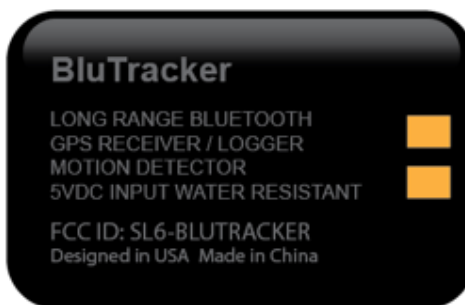 BluTracker
LONG RANGE BLUETOOTH
GPS RECEIVER / LOGGER
MOTION DETECTOR
5VDC INPUT WATER RESISTANT
FCC ID: SL6-BLUTRACKER
Designed in USA  Made in China